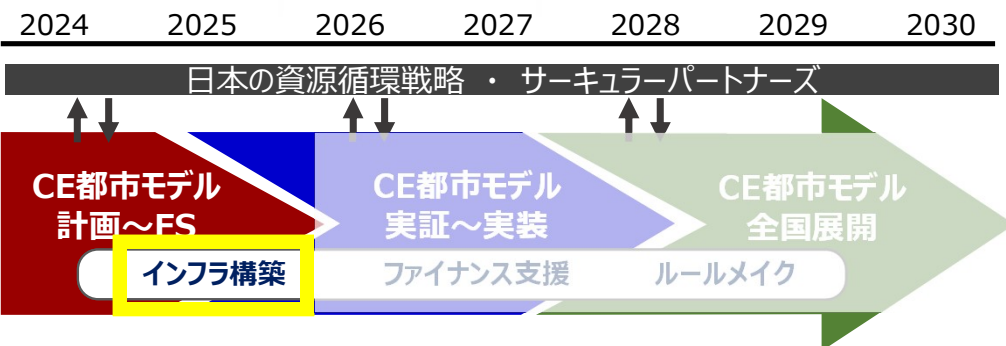 2024 2025 2026 2027 2028 2029 2030
日本の資源循環戦略 ・ サーキュラーパートナーズ
CE都市モデル
計画～FS
CE都市モデル
実証～実装
CE都市モデル
全国展開
インフラ構築 ファイナンス支援 ルールメイク